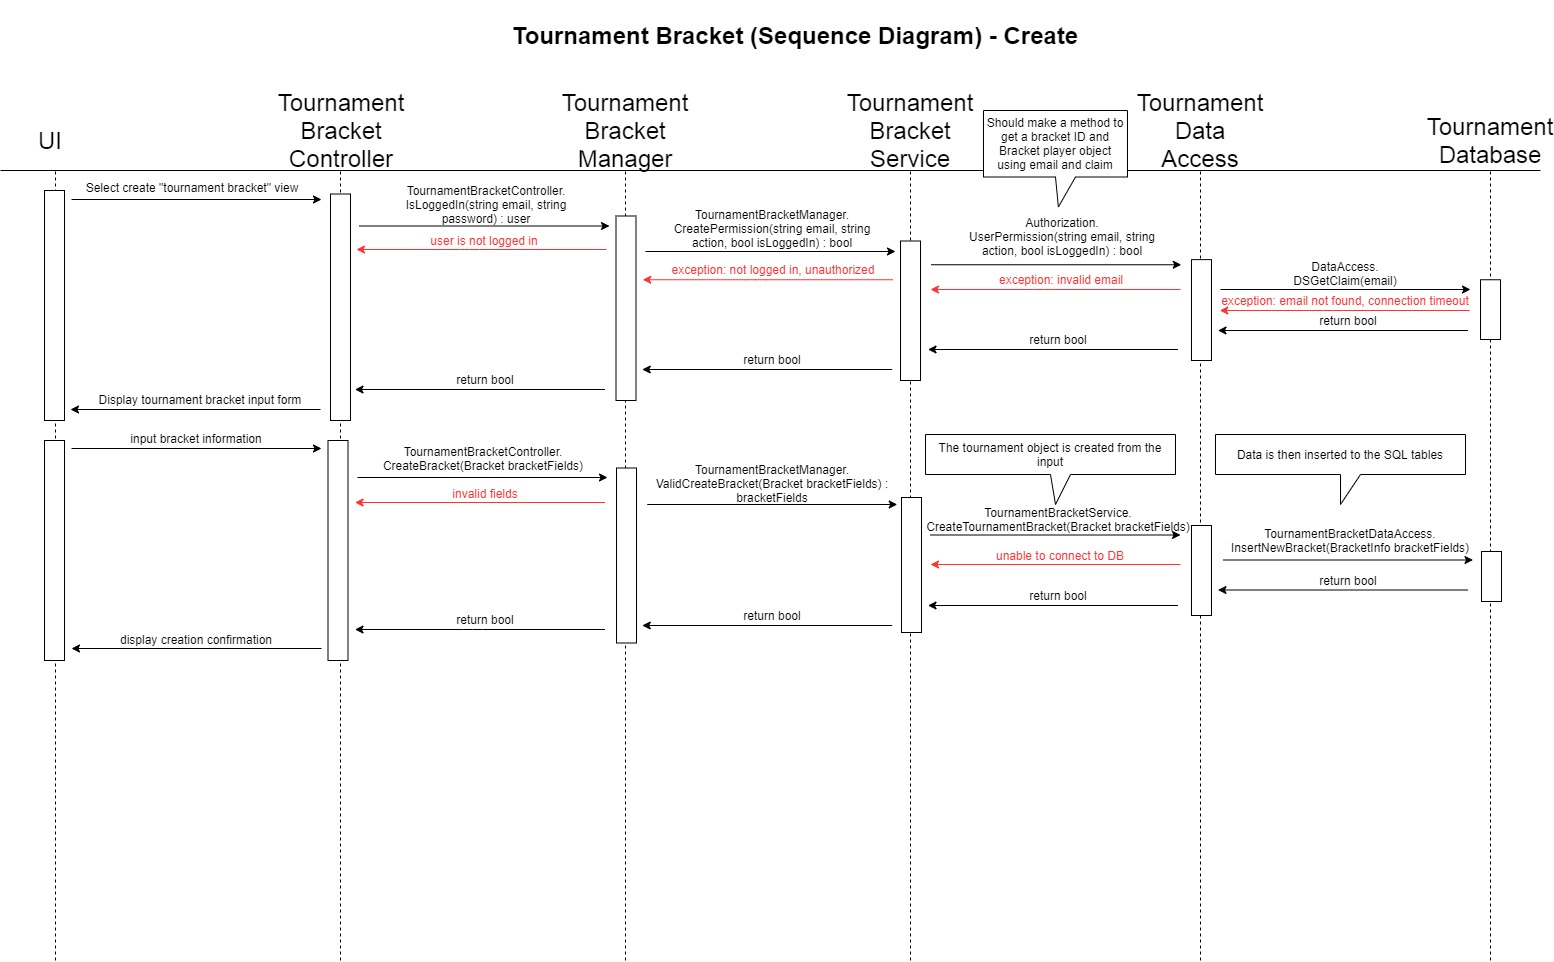 Tournament Bracket (Sequence Diagram) - Create
UI
Tournament
Bracket
Controller
Tournament
Bracket
Manager
Tournament
Bracket
Service
Should make a method to
get a bracket ID and
Bracket player object
using email and claim
Tournament
Data
Access
Tournament
Database
Select create "tournament bracket" view
TournamentBracketController.
IsLoggedIn(string email, string
password) : user
user is not logged in
TournamentBracketManager.
CreatePermission(string email, string
action, bool isLoggedIn) : bool
exception: not logged in, unauthorized
Authorization.
UserPermission(string email, string
action, bool isLoggedIn) : bool
exception: invalid email
DataAccess.
DSGetClaim(email)
exception: email not found, connection timeout
return bool
return bool
return bool
return bool
Display tournament bracket input form
input bracket information
TournamentBracketController.
CreateBracket(Bracket bracketFields)
invalid fields
TournamentBracketManager.
ValidCreateBracket(Bracket bracketFields) :
bracketFields
The tournament object is created from the
input
Data is then inserted to the SQL tables
TournamentBracketService.
CreateTournamentBracket(Bracket bracketFields)
unable to connect to DB
TournamentBracketDataAccess.
InsertNewBracket(BracketInfo bracketFields)
return bool
return bool
return bool
return bool
display creation confirmation